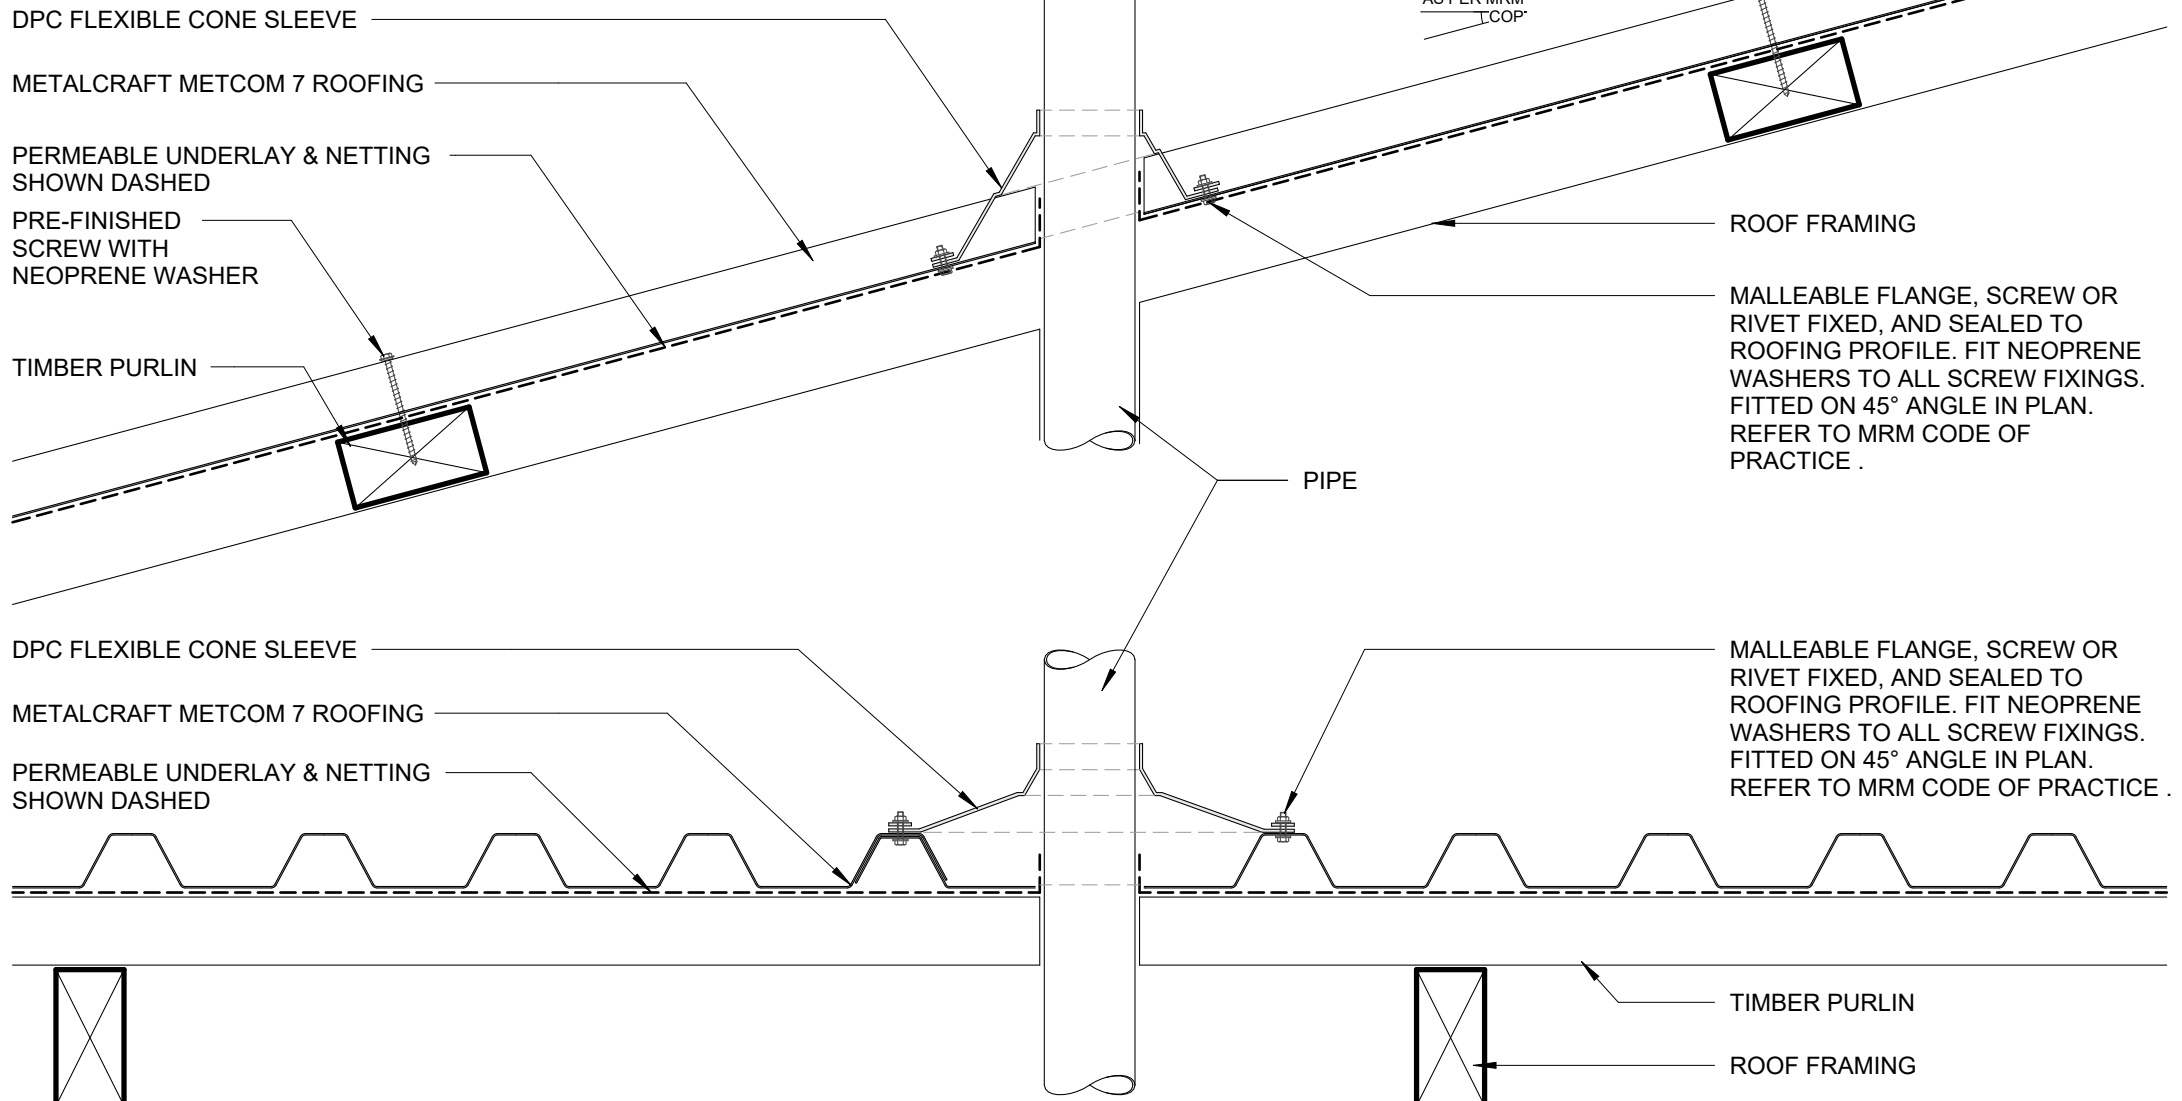 AS PER MRM
COP
DPC FLEXIBLE CONE SLEEVE
METALCRAFT METCOM 7 ROOFING
PERMEABLE UNDERLAY & NETTING
SHOWN DASHED
PRE-FINISHED
SCREW WITH
NEOPRENE WASHER
TIMBER PURLIN
ROOF FRAMING
MALLEABLE FLANGE, SCREW OR
RIVET FIXED, AND SEALED TO
ROOFING PROFILE. FIT NEOPRENE
WASHERS TO ALL SCREW FIXINGS.
FITTED ON 45° ANGLE IN PLAN.
REFER TO MRM CODE OF
PRACTICE .
PIPE
DPC FLEXIBLE CONE SLEEVE
METALCRAFT METCOM 7 ROOFING
PERMEABLE UNDERLAY & NETTING
SHOWN DASHED
MALLEABLE FLANGE, SCREW OR
RIVET FIXED, AND SEALED TO
ROOFING PROFILE. FIT NEOPRENE
WASHERS TO ALL SCREW FIXINGS.
FITTED ON 45° ANGLE IN PLAN.
REFER TO MRM CODE OF PRACTICE .
TIMBER PURLIN
ROOF FRAMING